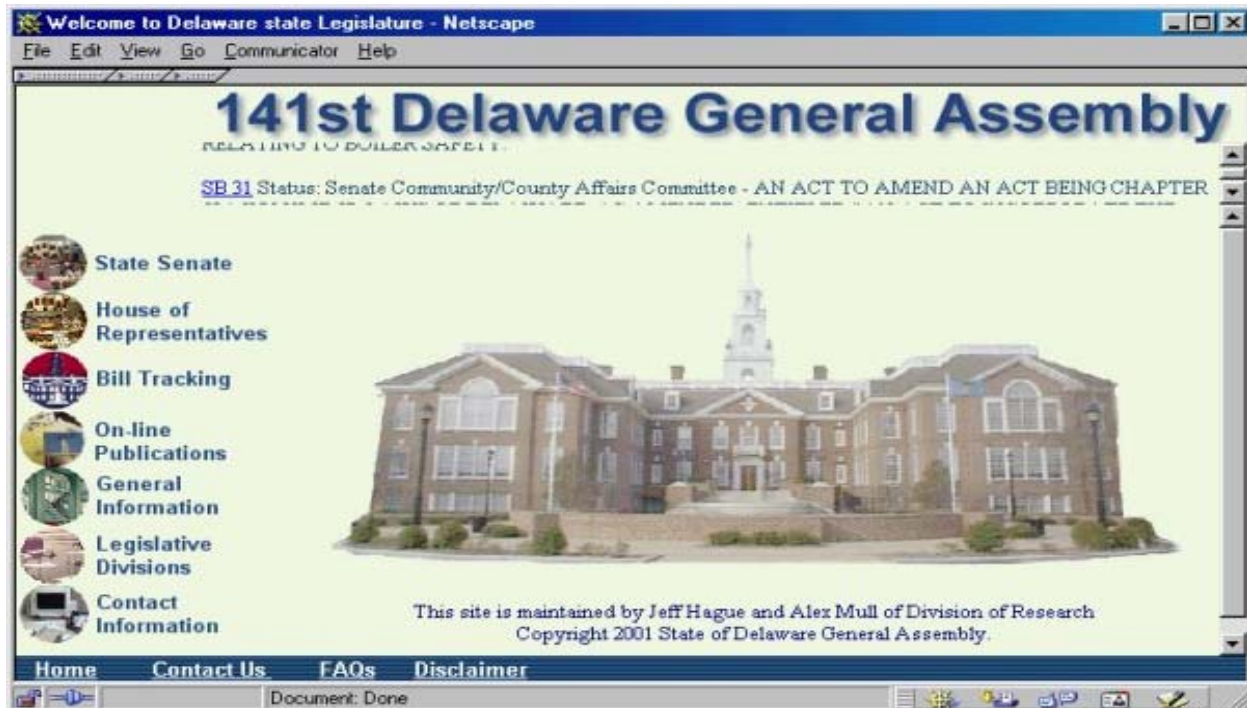 Welcome to Delaware state Legislature - Netscape
File Edit View Go Communicator Help
141st Delaware General Assembly
RELATING TO BOILER SAFETY.
SB 31 Status: Senate Community/County Affairs Committee - AN ACT TO AMEND AN ACT BEING CHAPTER
State Senate
House of
Representatives
Bill Tracking
On-line
Publications
General
Information
Legislative
Divisions
Contact
Information
This site is maintained by Jeff Hague and Alex Mull of Division of Research
Copyright 2001 State of Delaware General Assembly.
Home Contact Us FAQs Disclaimer
Document: Done